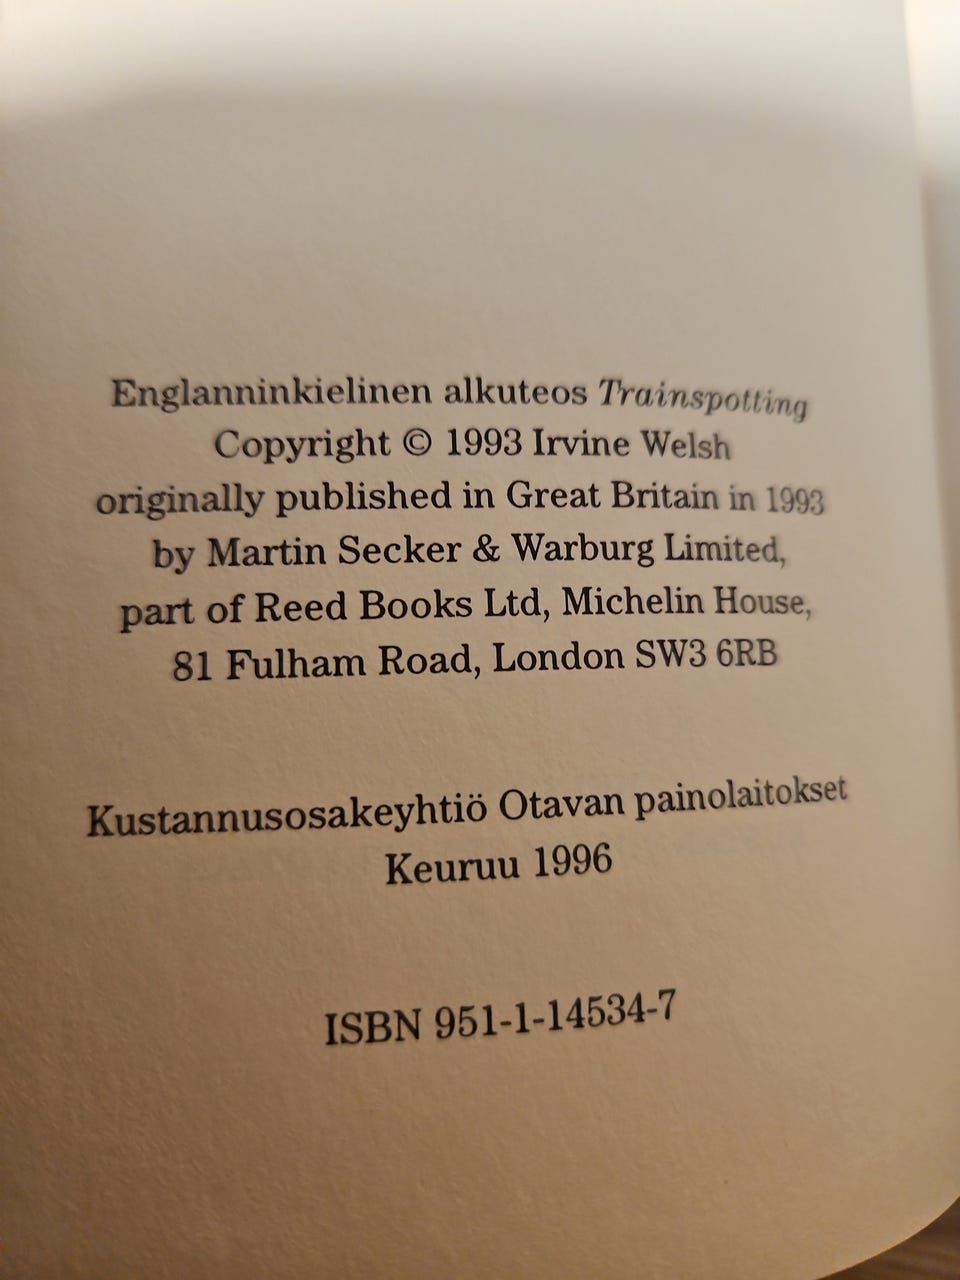 Englanninkielinen alkuteos Trainspotting
Copyright © 1993 Irvine Welsh
originally published in Great Britain in 1993
by Martin Secker & Warburg Limited,
part of Reed Books Ltd, Michelin House,
81 Fulham Road, London SW3 6RB
Kustannusosakeyhtiö Otavan painolaitokset
Keuruu 1996
ISBN 951-1-14534-7